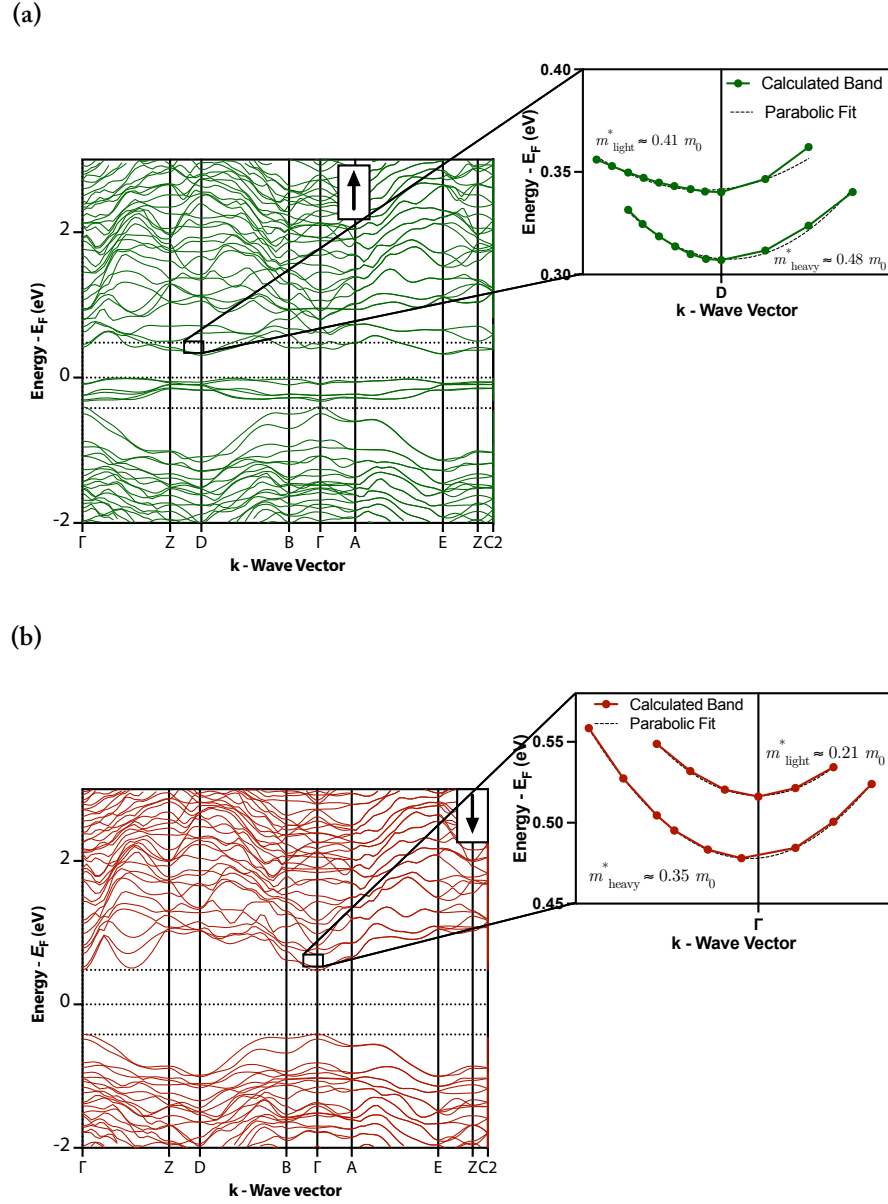 (a)
0.40
Calculated Band
Parabolic Fit
m*light ≈ 0.41 m0
Energy - EF (eV)
0.35
m*heavy ≈ 0.48 m0
0.30
D
k - Wave Vector
Energy - EF (eV)
2
0
-2
Γ Z D B Γ A E Z C2
k - Wave Vector
(b)
Calculated Band
Parabolic Fit
Energy - EF (eV)
0.55
m*light ≈ 0.21 m0
0.50
m*heavy ≈ 0.35 m0
0.45
Γ
k - Wave Vector
Energy - EF (eV)
2
0
-2
Γ Z D B Γ A E Z C2
k - Wave Vector